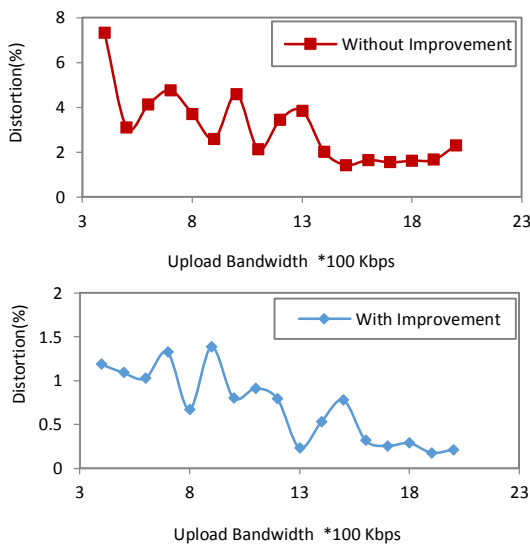 8
Without Improvement
6
4
2
0
Distortion(%)
3 8 13 18 23
Upload Bandwidth *100 Kbps
2
With Improvement
1.5
1
0.5
0
Distortion(%)
3 8 13 18 23
Upload Bandwidth *100 Kbps